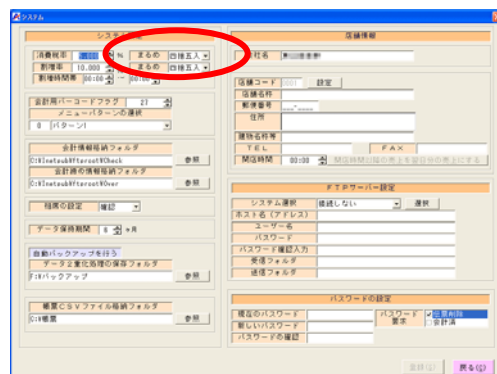 システム
システム設定
消費税率 5.000 % まるめ 四捨五入
割増率 10.000 まるめ 四捨五入
割増時間帯 00:00 ～ 00:00
会計用バーコードフラグ 27
メニューパターンの選択
0 [パターン]
会計情報格納フォルダ
参照
会計済の情報格納フォルダ
参照
相席の設定 確認
データ保持期間 6 ヶ月
自動バックアップを行う
データ2重化処理の保存フォルダ
F:¥バックアップ 参照
帳票CSVファイル格納フォルダ
C:¥帳票 参照
店舗情報
会社名
店舗コード 0001 設定
店舗名称
郵便番号
住所
建物名称等
TEL FAX
開店時間 00:00 開店時間以前の売上を翌日分の売上にする
FTPサーバー設定
システム選択 接続しない 選択
ホスト名(アドレス)
ユーザー名
パスワード
パスワード確認入力
受信フォルダ
送信フォルダ
パスワードの設定
現在のパスワード
新しいパスワード
パスワードの確認
パスワード要求
伝票削除
会計済
登録(L) 戻る(C)